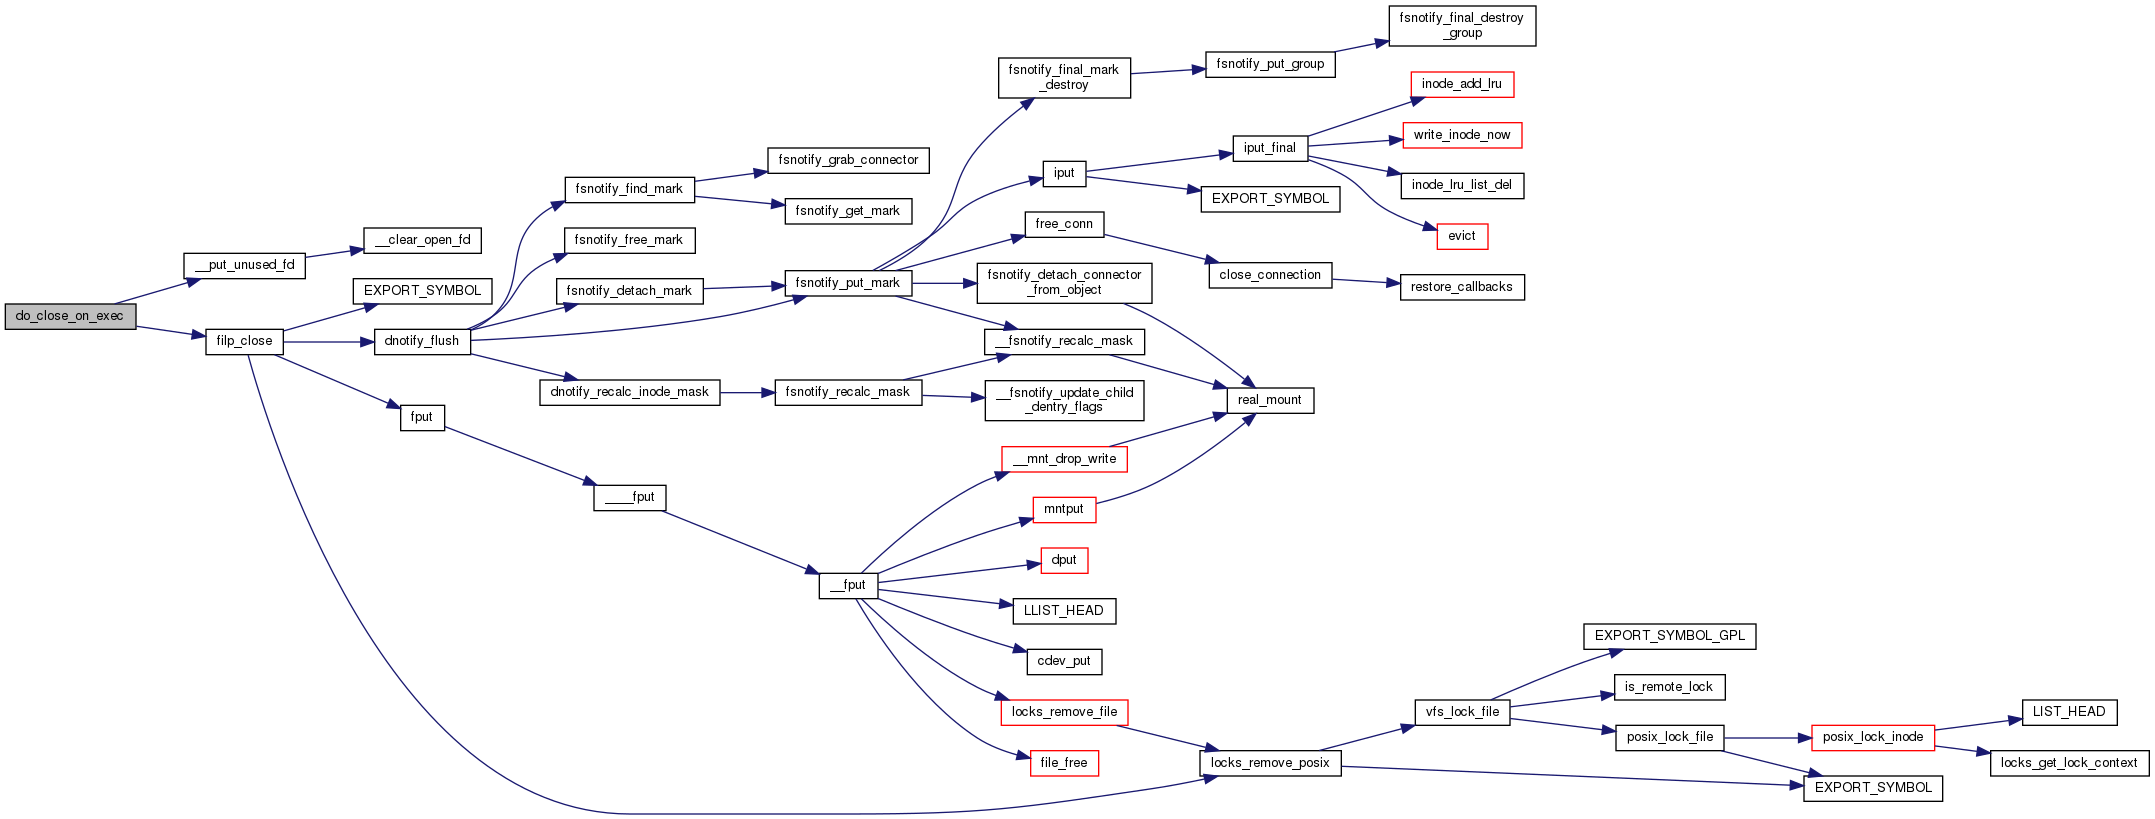 do_close_on_exec
__put_unused_fd
__clear_open_fd
filp_close
EXPORT_SYMBOL
dnotify_flush
fput
fsnotify_find_mark
fsnotify_free_mark
fsnotify_detach_mark
dnotify_recalc_inode_mask
____fput
fsnotify_grab_connector
fsnotify_get_mark
fsnotify_put_mark
fsnotify_recalc_mask
__fput
fsnotify_final_mark
_destroy
iput
free_conn
fsnotify_detach_connector
_from_object
__fsnotify_recalc_mask
__fsnotify_update_child
_dentry_flags
__mnt_drop_write
mntput
dput
LLIST_HEAD
cdev_put
locks_remove_file
file_free
fsnotify_put_group
iput_final
EXPORT_SYMBOL
close_connection
real_mount
locks_remove_posix
fsnotify_final_destroy
_group
inode_add_lru
write_inode_now
inode_lru_list_del
evict
restore_callbacks
vfs_lock_file
EXPORT_SYMBOL_GPL
is_remote_lock
posix_lock_file
posix_lock_inode
EXPORT_SYMBOL
LIST_HEAD
locks_get_lock_context